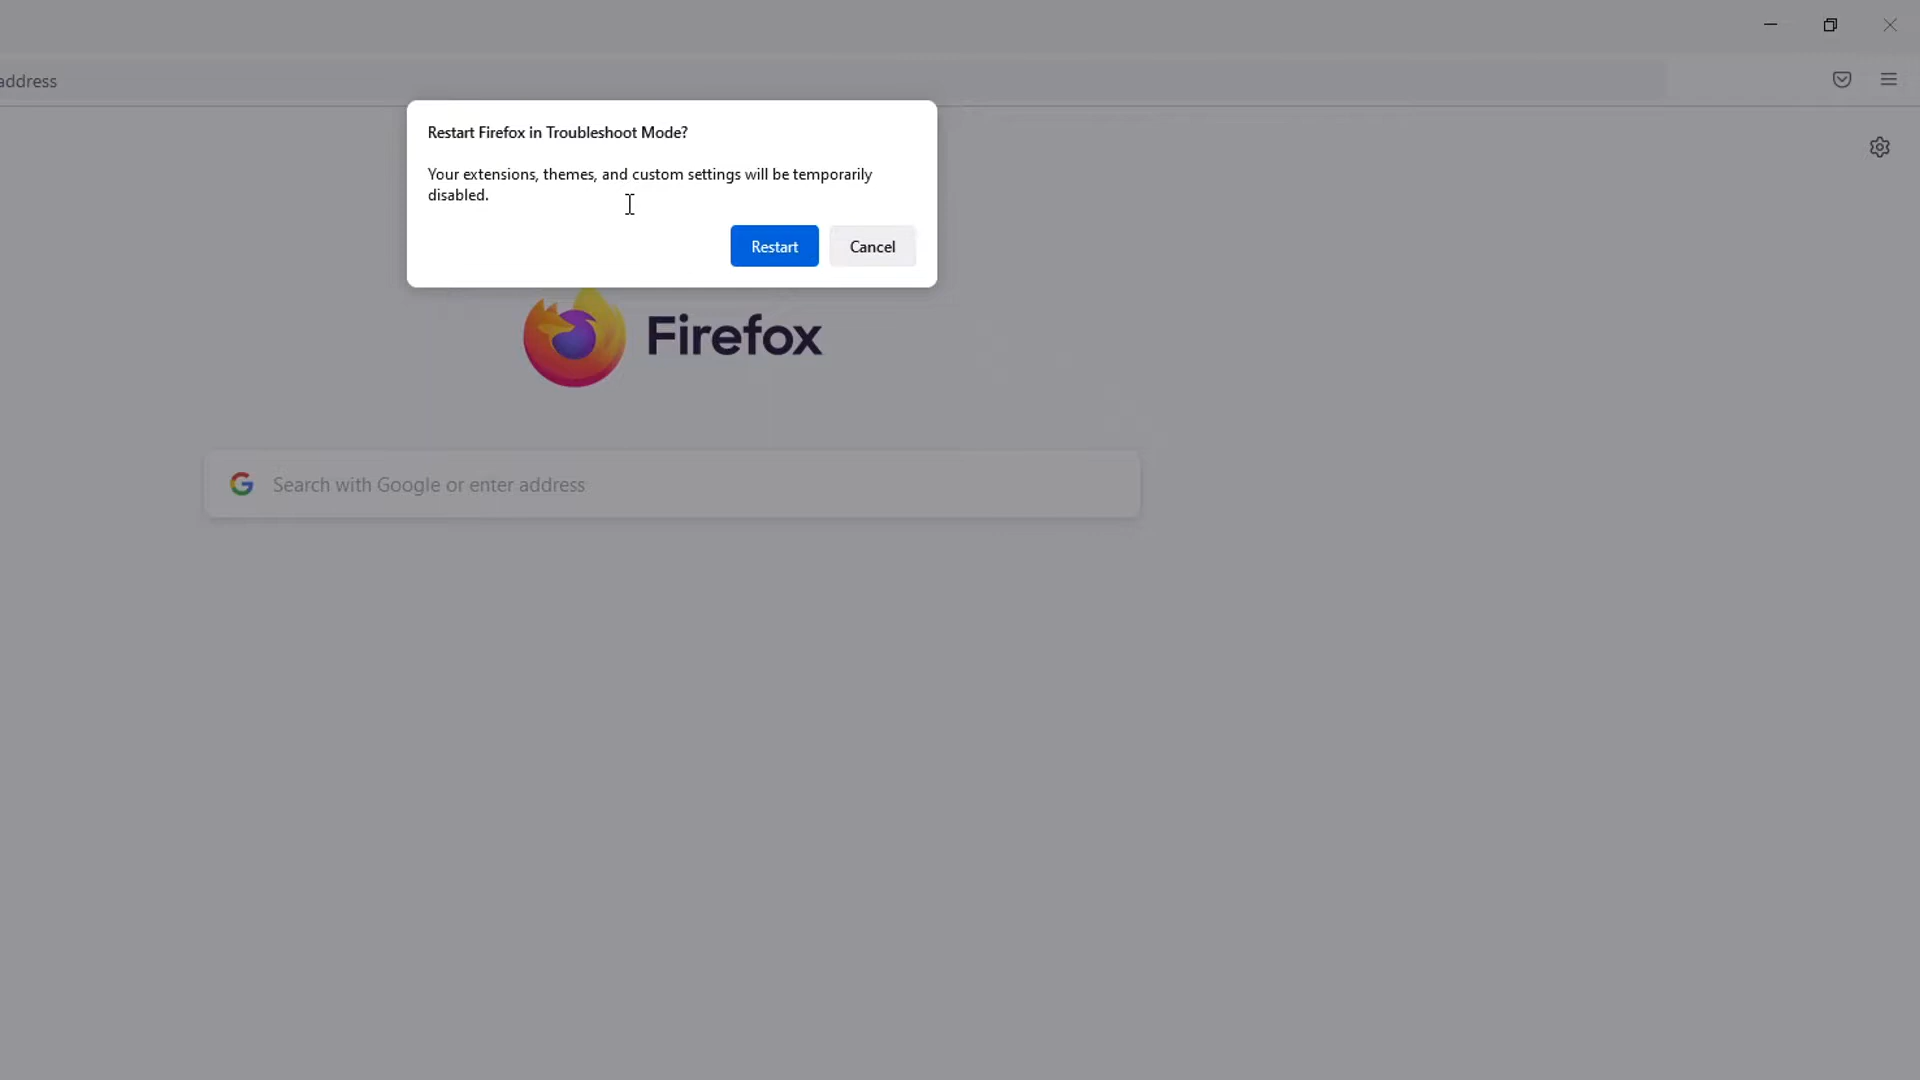 address
Restart Firefox in Troubleshoot Mode?
Your extensions, themes, and custom settings will be temporarily
disabled.
Restart Cancel
Firefox
Search with Google or enter address